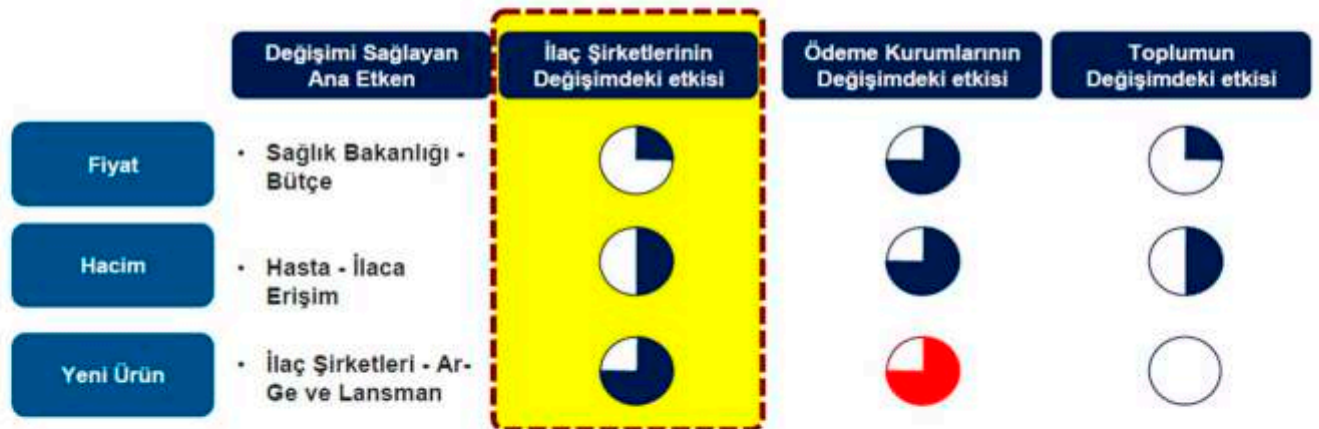 Değişimi Sağlayan
Ana Etken
İlaç Şirketlerinin
Değişimdeki etkisi
Ödeme Kurumlarının
Değişimdeki etkisi
Toplumun
Değişimdeki etkisi
Fiyat
• Sağlık Bakanlığı -
Bütçe
Hacim
• Hasta - İlaca
Erişim
Yeni Ürün
• İlaç Şirketleri - Ar-
Ge ve Lansman